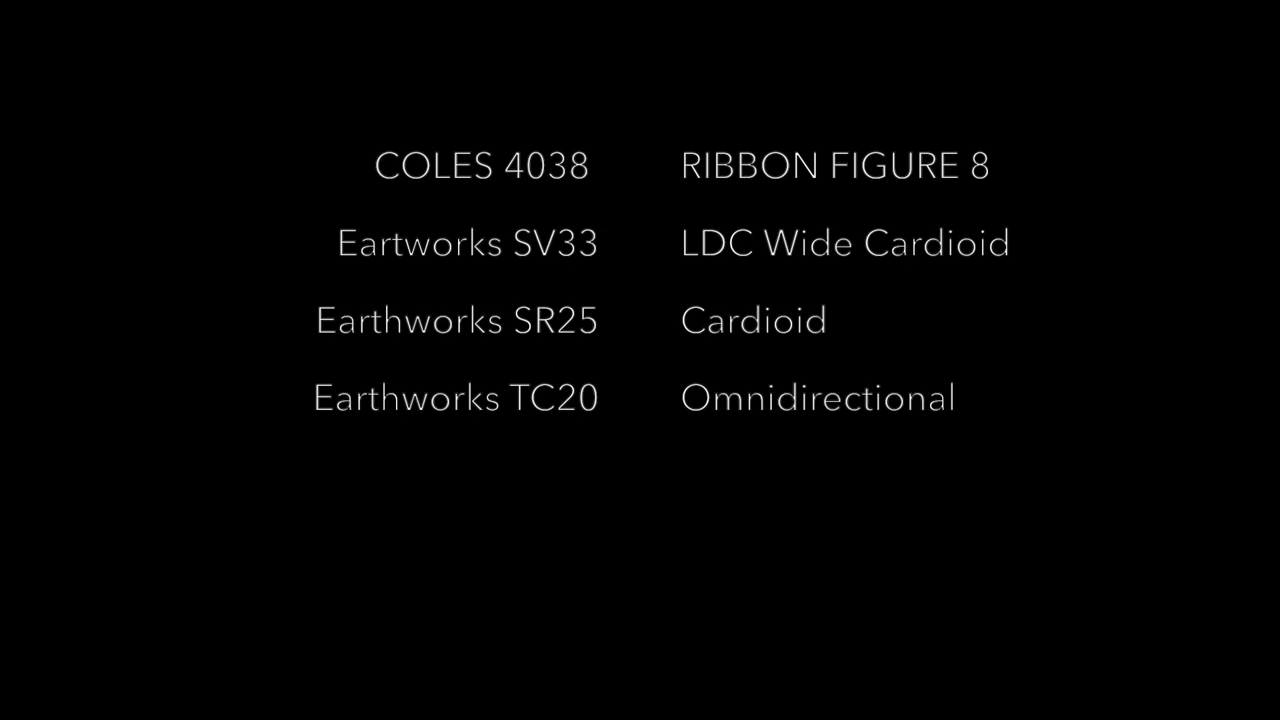 COLES 4038 RIBBON FIGURE 8
Eartworks SV33 LDC Wide Cardioid
Earthworks SR25 Cardioid
Earthworks TC20 Omnidirectional